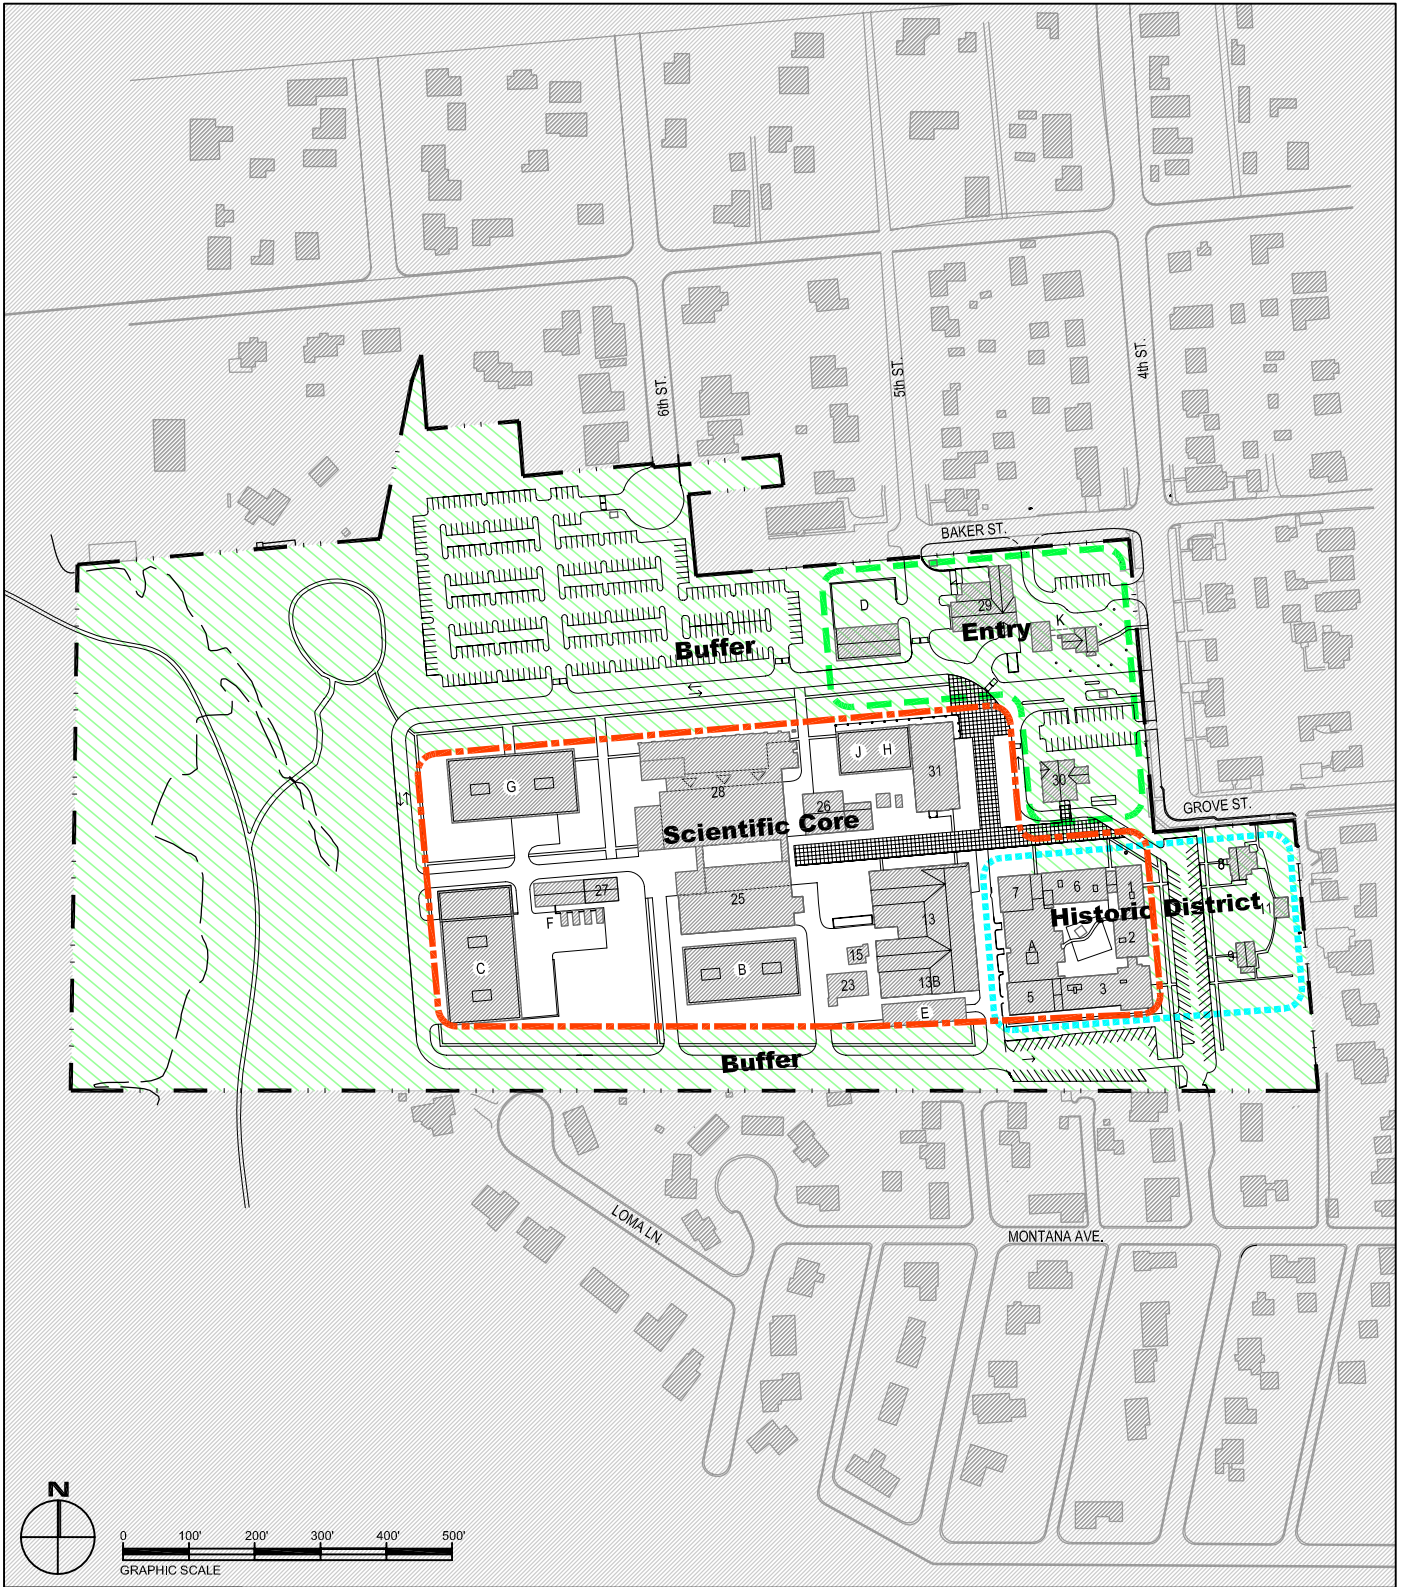 6th ST.
5th ST.
4th ST.
BAKER ST.
D
29
K
Entry
Buffer
GROVE ST.
J H
31
30
G
28
26
Scientific Core
8
27
25
7
6
1
Historic District
11
F
13
2
A
9
C
B
15
23
13B
5
3
E
Buffer
LOMA LN.
MONTANA AVE.
N
0 100' 200' 300' 400' 500'
GRAPHIC SCALE